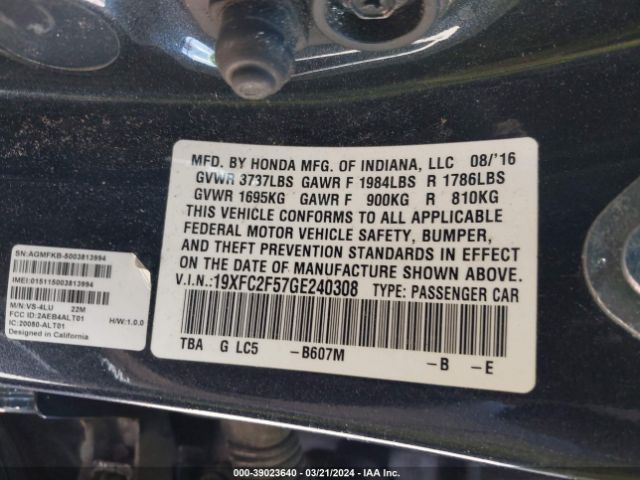 MFD. BY HONDA MFG. OF INDIANA, LLC 08/'16
GVWR 3737LBS GAWR F 1984LBS R 1786LBS
GVWR 1695KG GAWR F 900KG R 810KG
THIS VEHICLE CONFORMS TO ALL APPLICABLE
FEDERAL MOTOR VEHICLE SAFETY, BUMPER,
AND THEFT PREVENTION STANDARDS IN EFFECT
ON THE DATE OF MANUFACTURE SHOWN ABOVE.
V.I.N.:19XFC2F57GE240308 TYPE: PASSENGER CAR
TBA G LC5 -B607M -B -E
SN:AGMFKB-5003813994
IMEI:015115003813994
M/N:VS-4LU 22M
FCC ID:2AEB4ALT01 H/W:1.0.0
IC:20080-ALT01
Designed in California
000-39023640 - 03/21/2024 - IAA Inc.